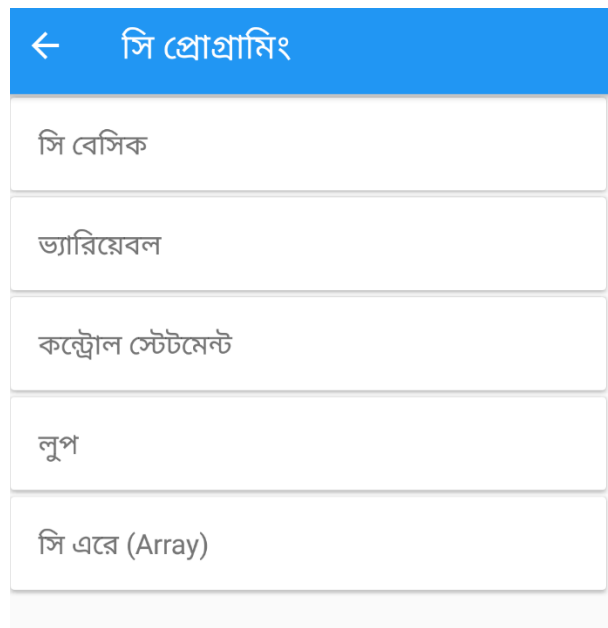 সি প্রোগ্রামিং
সি বেসিক
ভ্যারিয়েবল
কন্ট্রোল স্টেটমেন্ট
লুপ
সি এরে (Array)